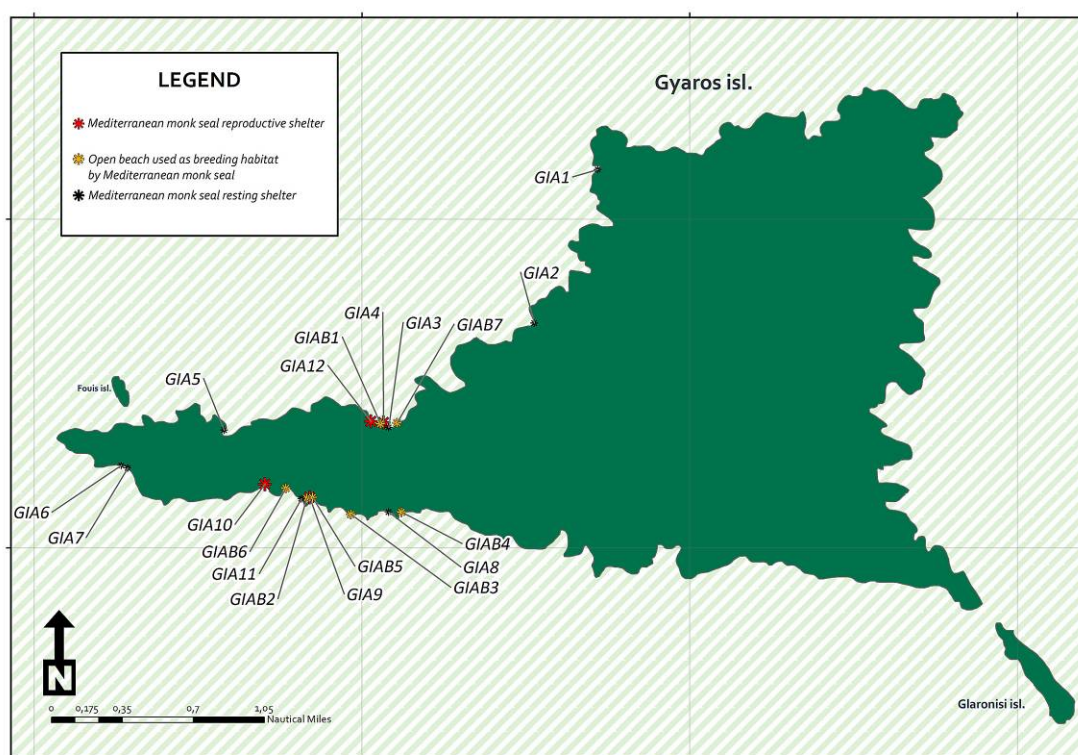 Gyaros isl.
LEGEND
Mediterranean monk seal reproductive shelter
Open beach used as breeding habitat
by Mediterranean monk seal
Mediterranean monk seal resting shelter
GIA1
GIA2
GIA4
GIA3
GIAB7
GIAB1
GIA12
GIA5
Fouis isl.
GIA6
GIA7
GIA10
GIAB6
GIA11
GIAB2
GIAB5
GIA9
GIAB4
GIA8
GIAB3
N
0 0,175 0,35 0,7 1,05
Nautical Miles
Glaronisi isl.